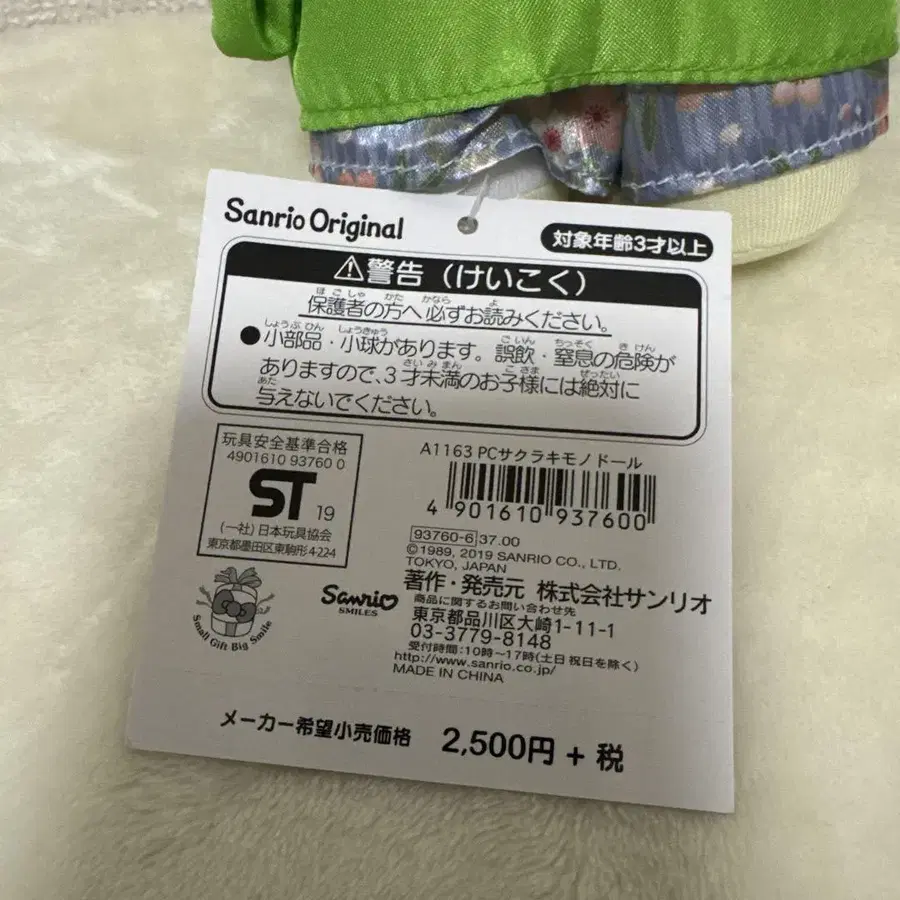 Sanrio Original
対象年齢3才以上
⚠警告（けいこく）
保護者の方へ必ずお読みください。
●小部品・小球があります。誤飲・窒息の危険が
ありますので、3才未満のお子様には絶対に
与えないでください。
玩具安全基準合格
4901610 93760 0
ST 19
(一社)日本玩具協会
東京都墨田区東駒形4-22-4
A1163 PCサクラキモノドール
4 901610 937600
93760-6 37.00
©1989, 2019 SANRIO CO., LTD.
TOKYO, JAPAN
著作・発売元 株式会社サンリオ
商品に関するお問い合わせ先
東京都品川区大崎1-11-1
03-3779-8148
受付時間:10時〜17時(土日祝日を除く)
http://www.sanrio.co.jp/
MADE IN CHINA
Small Gift Big Smile
Sanrio
SMILES
メーカー希望小売価格 2,500円 + 税